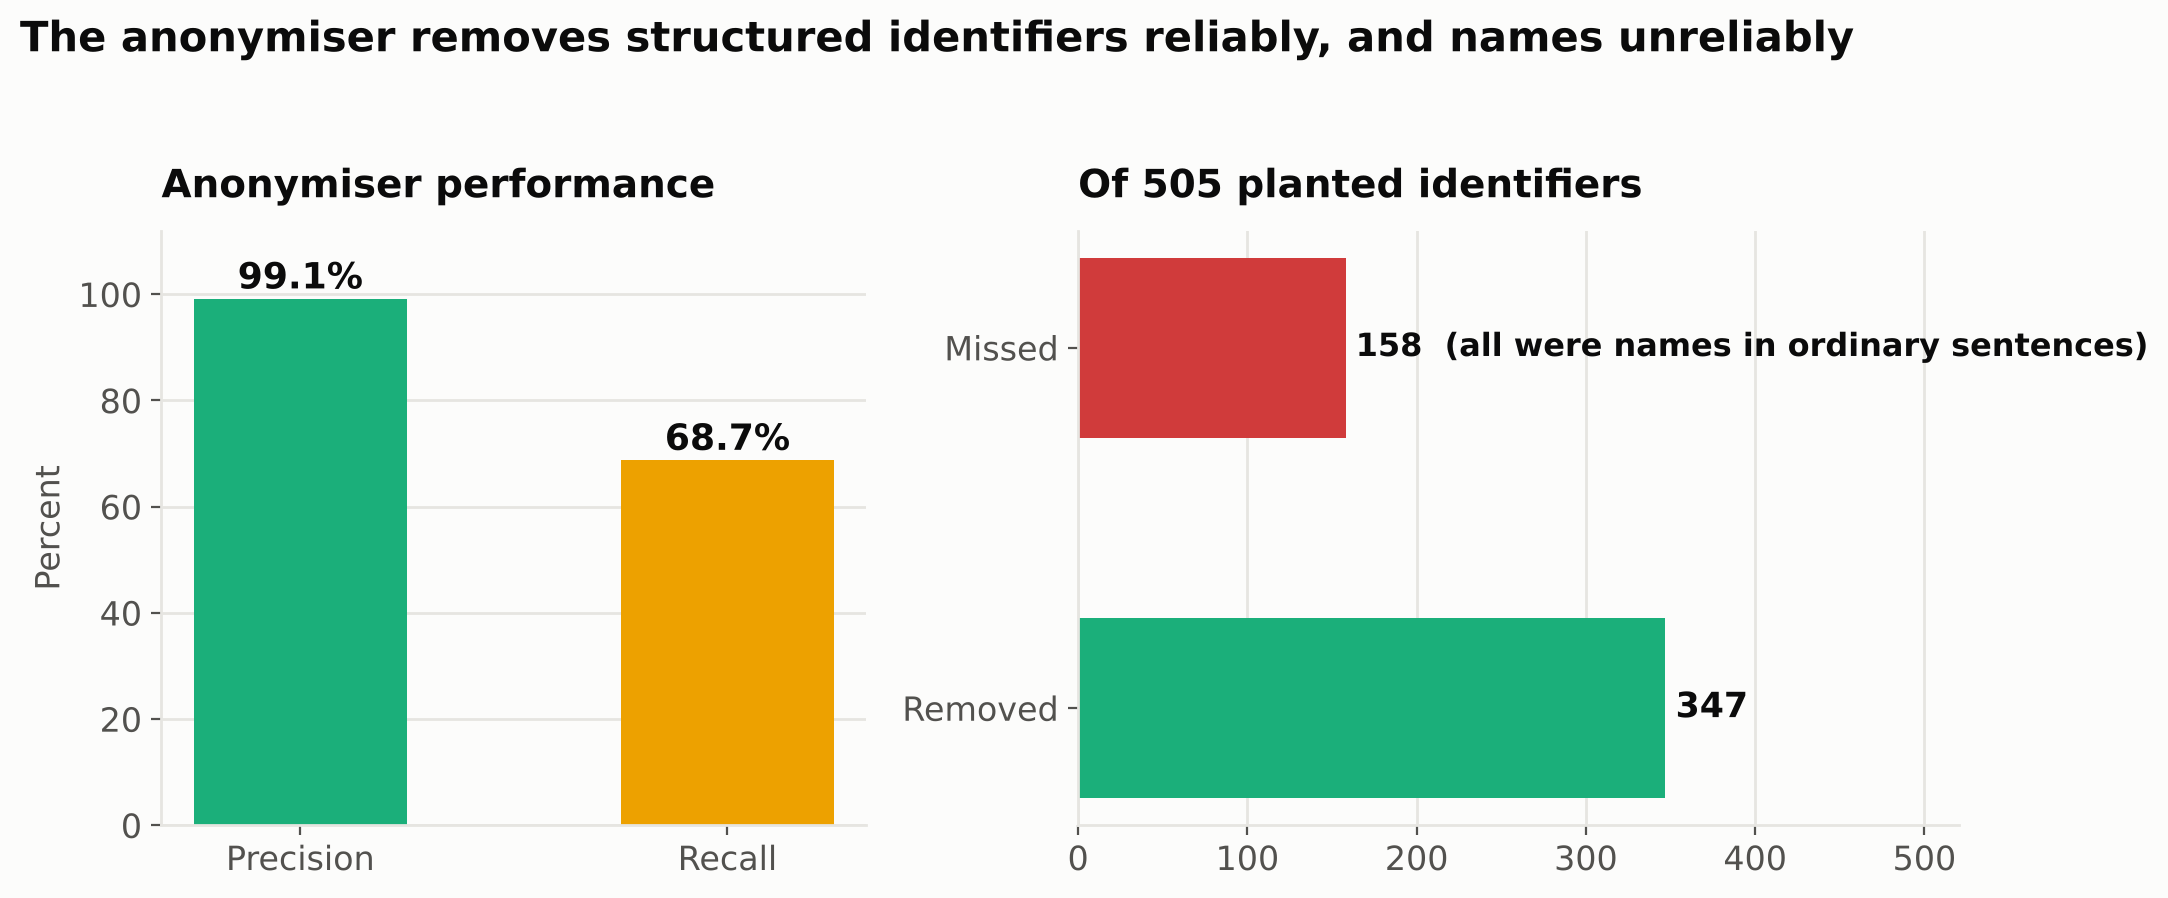 The anonymiser removes structured identifiers reliably, and names unreliably
Anonymiser performance
99.1%
68.7%
100
80
60
40
20
0
Percent
Precision
Recall
Of 505 planted identifiers
Missed
158 (all were names in ordinary sentences)
Removed
347
0
100
200
300
400
500